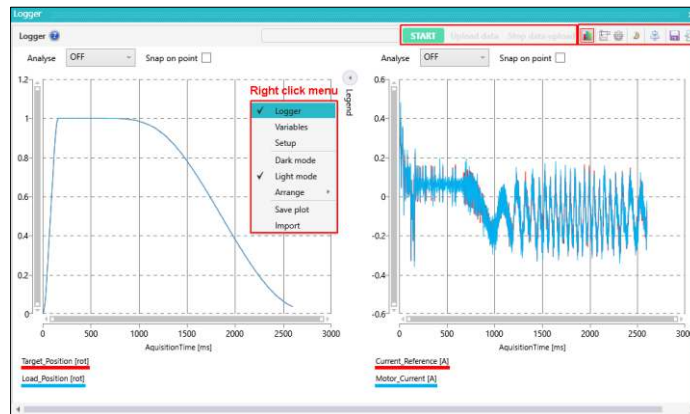 Logger
Logger
START Upload data Stop data upload
Analyse OFF Snap on point
Analyse OFF Snap on point
Right click menu
Logger
Variables
Setup
Dark mode
Light mode
Arrange
Save plot
Import
Legend
1.2
1
0.8
0.6
0.4
0.2
0
0 500 1000 1500 2000 2500 3000
AquisitionTime [ms]
Target_Position [rot]
Load_Position [rot]
0.6
0.4
0.2
0
-0.2
-0.4
-0.6
0 500 1000 1500 2000 2500 300
AquisitionTime [ms]
Current_Reference [A]
Motor_Current [A]